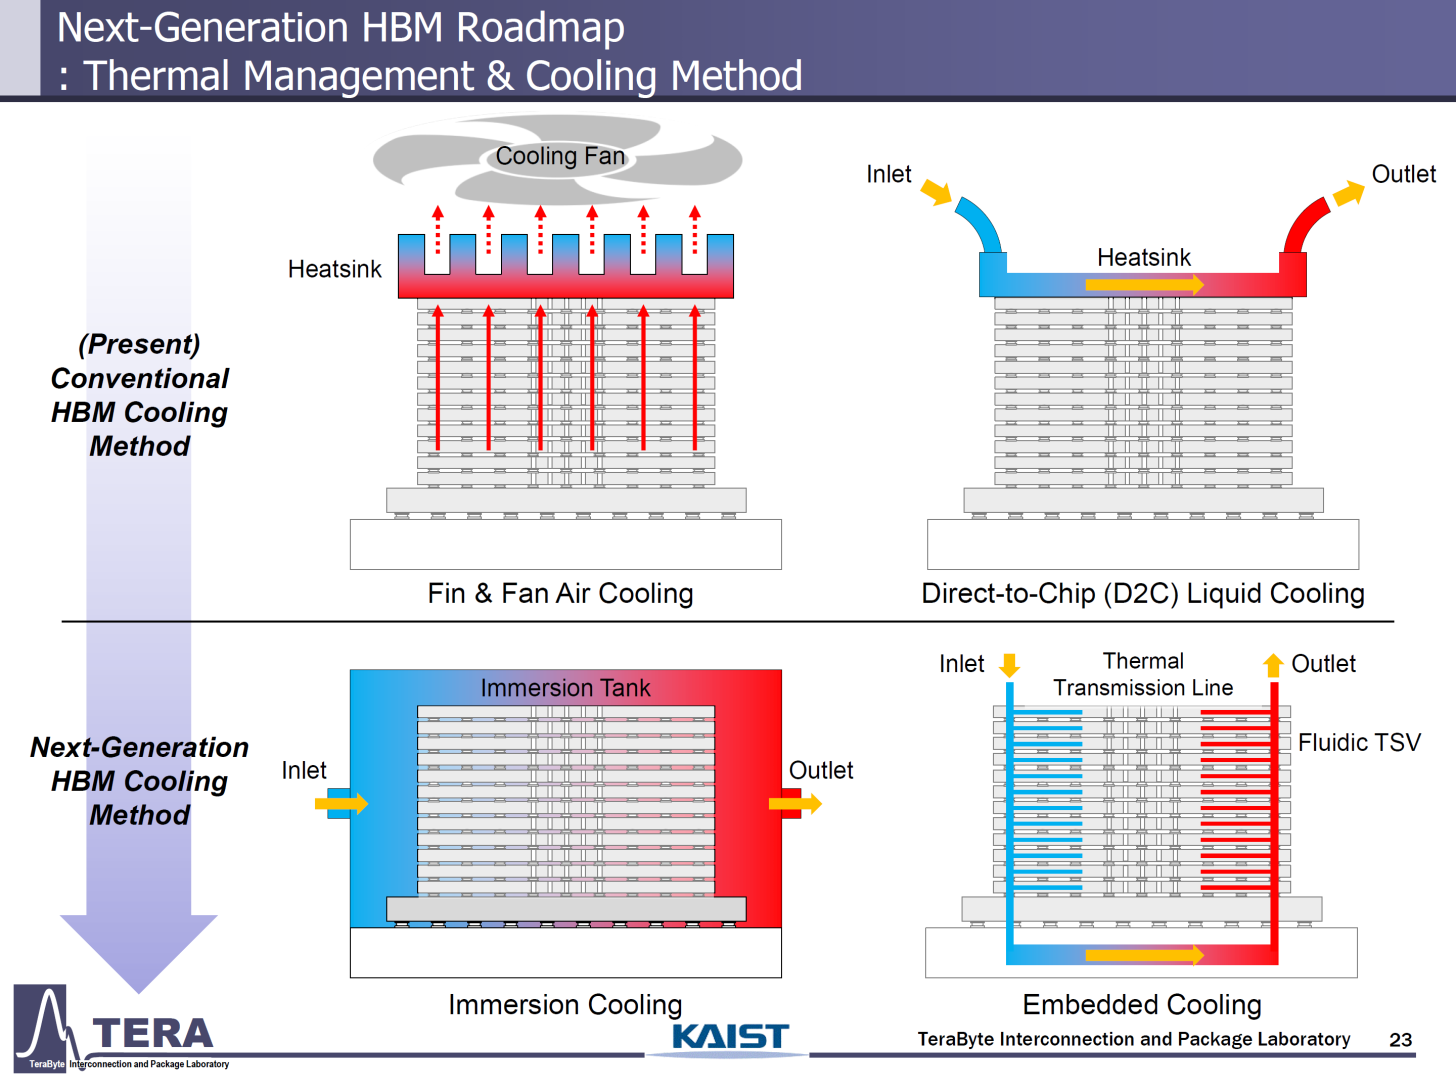 Next-Generation HBM Roadmap
: Thermal Management & Cooling Method
Cooling Fan
Heatsink
Inlet
Outlet
Heatsink
(Present)
Conventional
HBM Cooling
Method
Fin & Fan Air Cooling
Direct-to-Chip (D2C) Liquid Cooling
Next-Generation
HBM Cooling
Method
Immersion Tank
Inlet
Outlet
Immersion Cooling
Inlet
Thermal
Transmission Line
Outlet
Fluidic TSV
Embedded Cooling
TERA
TeraByte Interconnection and Package Laboratory
KAIST
TeraByte Interconnection and Package Laboratory
23